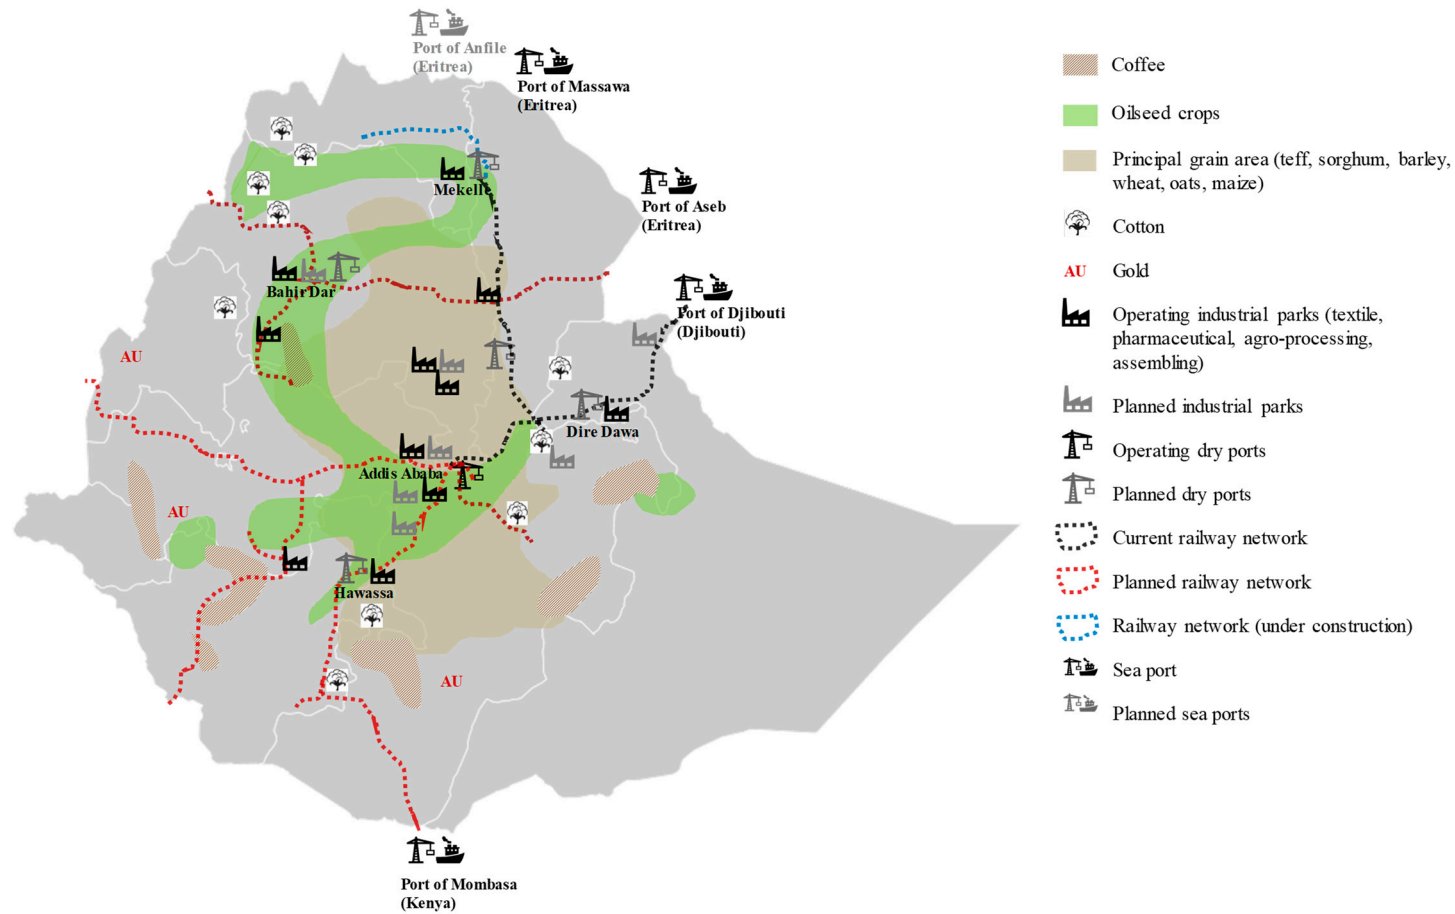 Port of Anfile
(Eritrea)
Port of Massawa
(Eritrea)
Mekelle
Port of Aseb
(Eritrea)
Bahir Dar
Port of Djibouti
(Djibouti)
AU
Dire Dawa
Addis Ababa
AU
Hawassa
AU
Port of Mombasa
(Kenya)
Coffee
Oilseed crops
Principal grain area (teff, sorghum, barley,
wheat, oats, maize)
Cotton
AU Gold
Operating industrial parks (textile,
pharmaceutical, agro-processing,
assembling)
Planned industrial parks
Operating dry ports
Planned dry ports
Current railway network
Planned railway network
Railway network (under construction)
Sea port
Planned sea ports